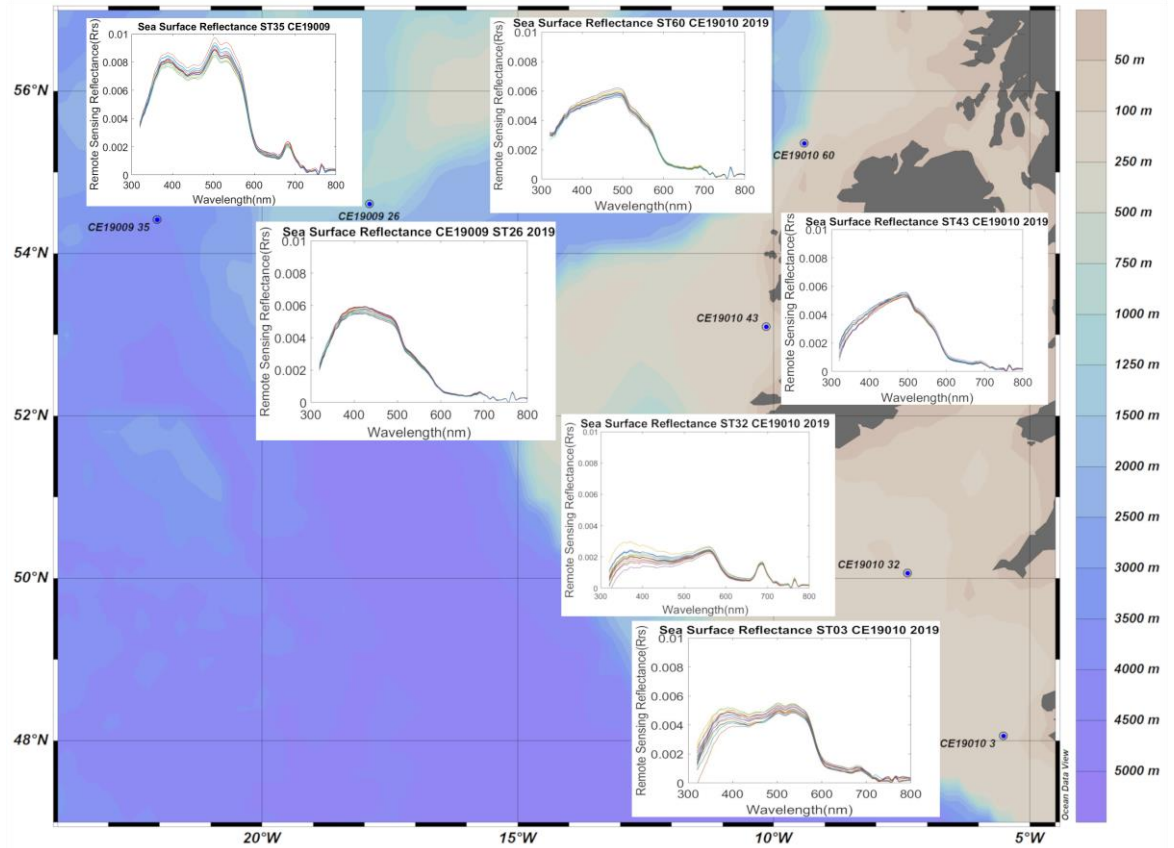 Sea Surface Reflectance ST35 CE19009
Remote Sensing Reflectance(Rrs)
0.01
0.008
0.006
0.004
0.002
0
300 400 500 600 700 800
Wavelength(nm)
Sea Surface Reflectance ST60 CE19010 2019
Remote Sensing Reflectance(Rrs)
0.01
0.008
0.006
0.004
0.002
0
300 400 500 600 700 800
Wavelength(nm)
CE19010 60
CE19009 35
CE19009 26
Sea Surface Reflectance CE19009 ST26 2019
Remote Sensing Reflectance(Rrs)
0.01
0.008
0.006
0.004
0.002
0
300 400 500 600 700 800
Wavelength(nm)
Sea Surface Reflectance ST43 CE19010 2019
Remote Sensing Reflectance(Rrs)
0.01
0.008
0.006
0.004
0.002
0
300 400 500 600 700 800
Wavelength(nm)
CE19010 43
Sea Surface Reflectance ST32 CE19010 2019
Remote Sensing Reflectance(Rrs)
0.01
0.008
0.006
0.004
0.002
0
300 400 500 600 700 800
Wavelength(nm)
CE19010 32
Sea Surface Reflectance ST03 CE19010 2019
Remote Sensing Reflectance(Rrs)
0.01
0.008
0.006
0.004
0.002
0
300 400 500 600 700 800
Wavelength(nm)
CE19010 3
56°N
54°N
52°N
50°N
48°N
20°W 15°W 10°W 5°W
Ocean Data View
50 m
100 m
250 m
500 m
750 m
1000 m
1250 m
1500 m
2000 m
2500 m
3000 m
3500 m
4000 m
4500 m
5000 m